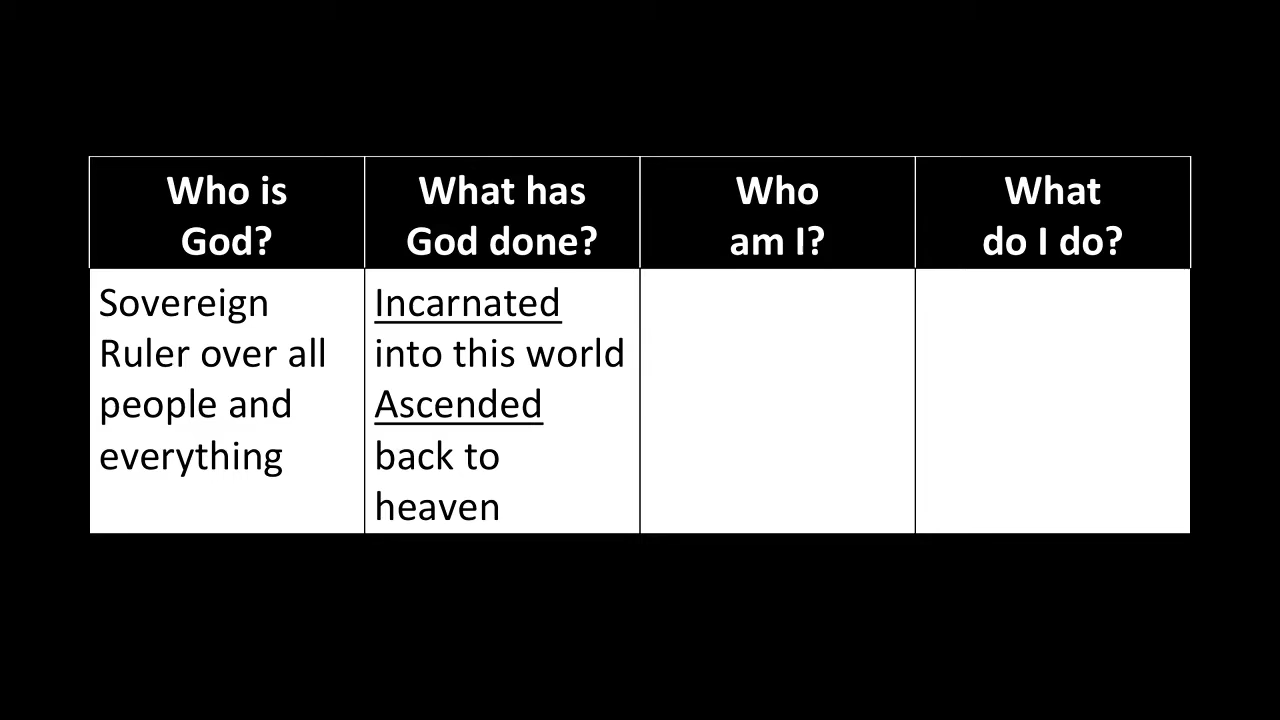 Who is
God?
What has
God done?
Who
am I?
What
do I do?
Sovereign
Ruler over all
people and
everything
Incarnated
into this world
Ascended
back to
heaven